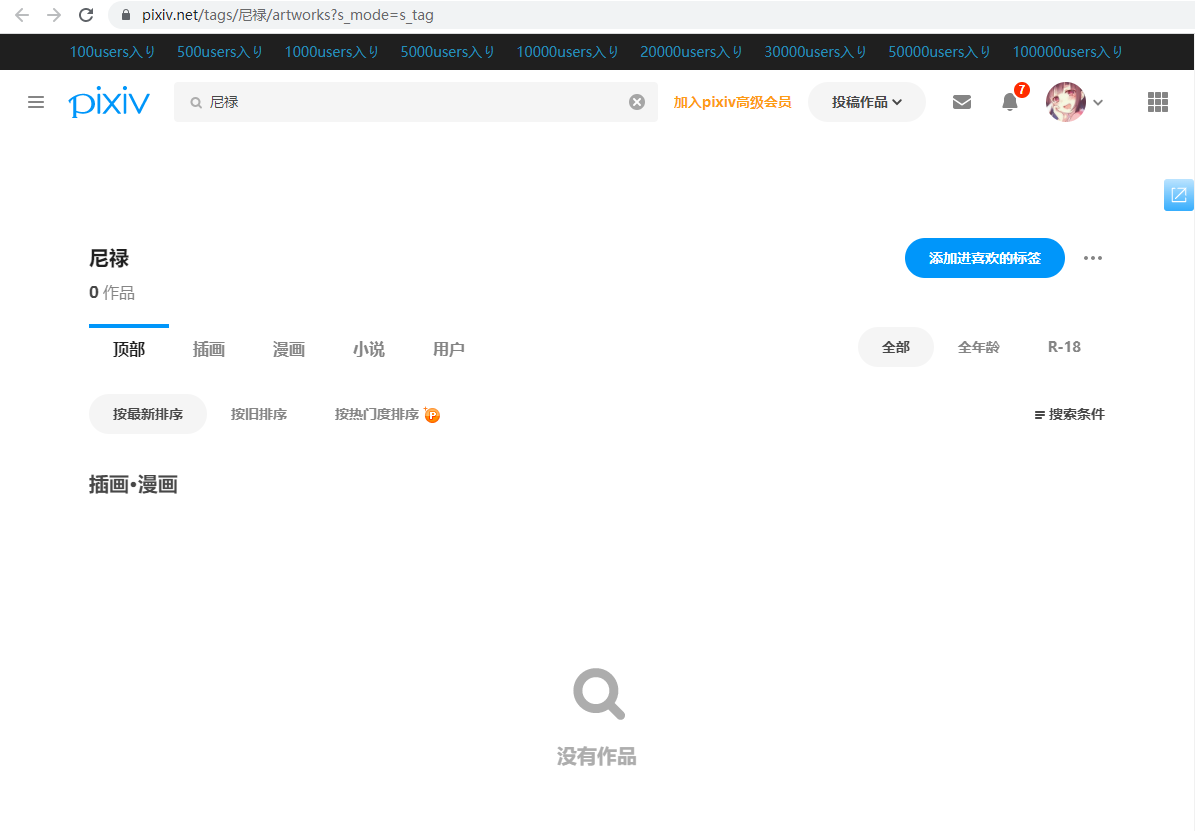 pixiv.net/tags/尼禄/artworks?s_mode=s_tag
100users入り 500users入り 1000users入り 5000users入り 10000users入り 20000users入り 30000users入り 50000users入り 100000users入り
pixiv 尼禄 加入pixiv高级会员 投稿作品 7
尼禄 添加进喜欢的标签
0 作品
顶部 插画 漫画 小说 用户 全部 全年龄 R-18
按最新排序 按旧排序 按热门度排序 P 搜索条件
插画•漫画
没有作品